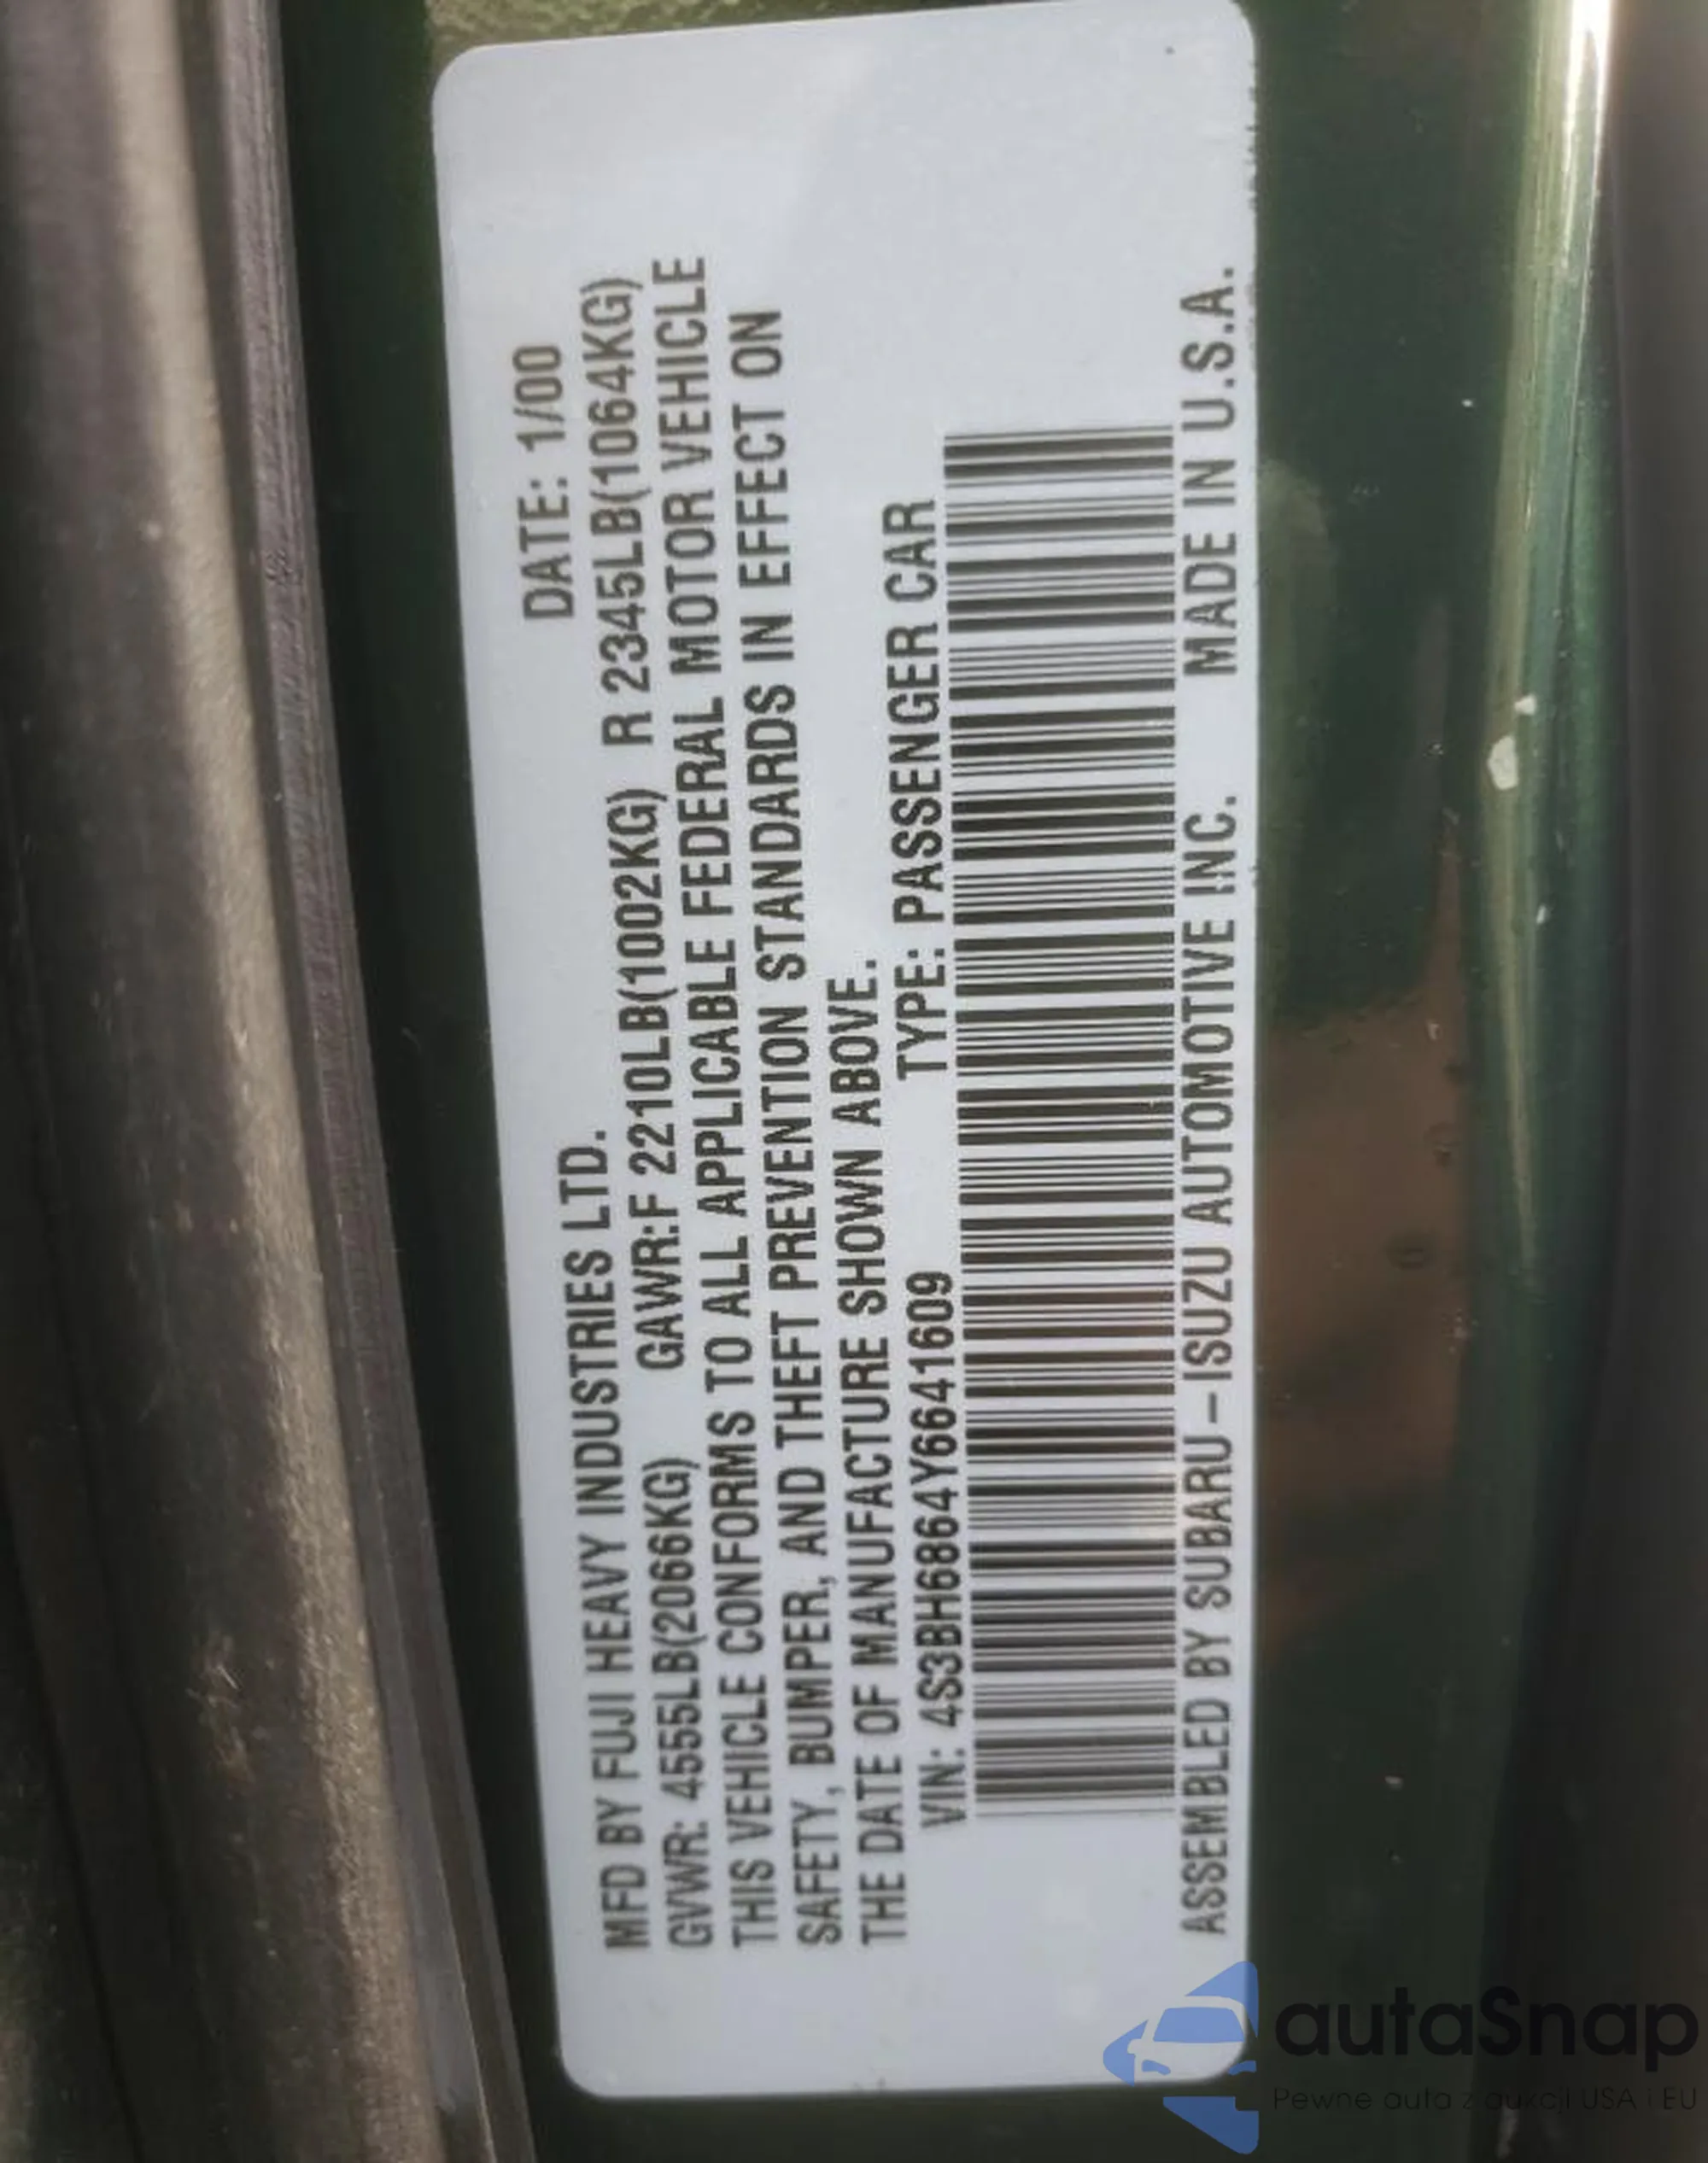 MFD BY FUJI HEAVY INDUSTRIES LTD. DATE: 1/00
GVWR: 4555LB(2066KG) GAWR:F 2210LB(1002KG) R 2345LB(1064KG)
THIS VEHICLE CONFORMS TO ALL APPLICABLE FEDERAL MOTOR VEHICLE
SAFETY, BUMPER, AND THEFT PREVENTION STANDARDS IN EFFECT ON
THE DATE OF MANUFACTURE SHOWN ABOVE.
VIN: 4S3BH6864Y6641609 TYPE: PASSENGER CAR
ASSEMBLED BY SUBARU-ISUZU AUTOMOTIVE INC. MADE IN U.S.A.
autaSnap
Pewne auta z aukcji USA i EU